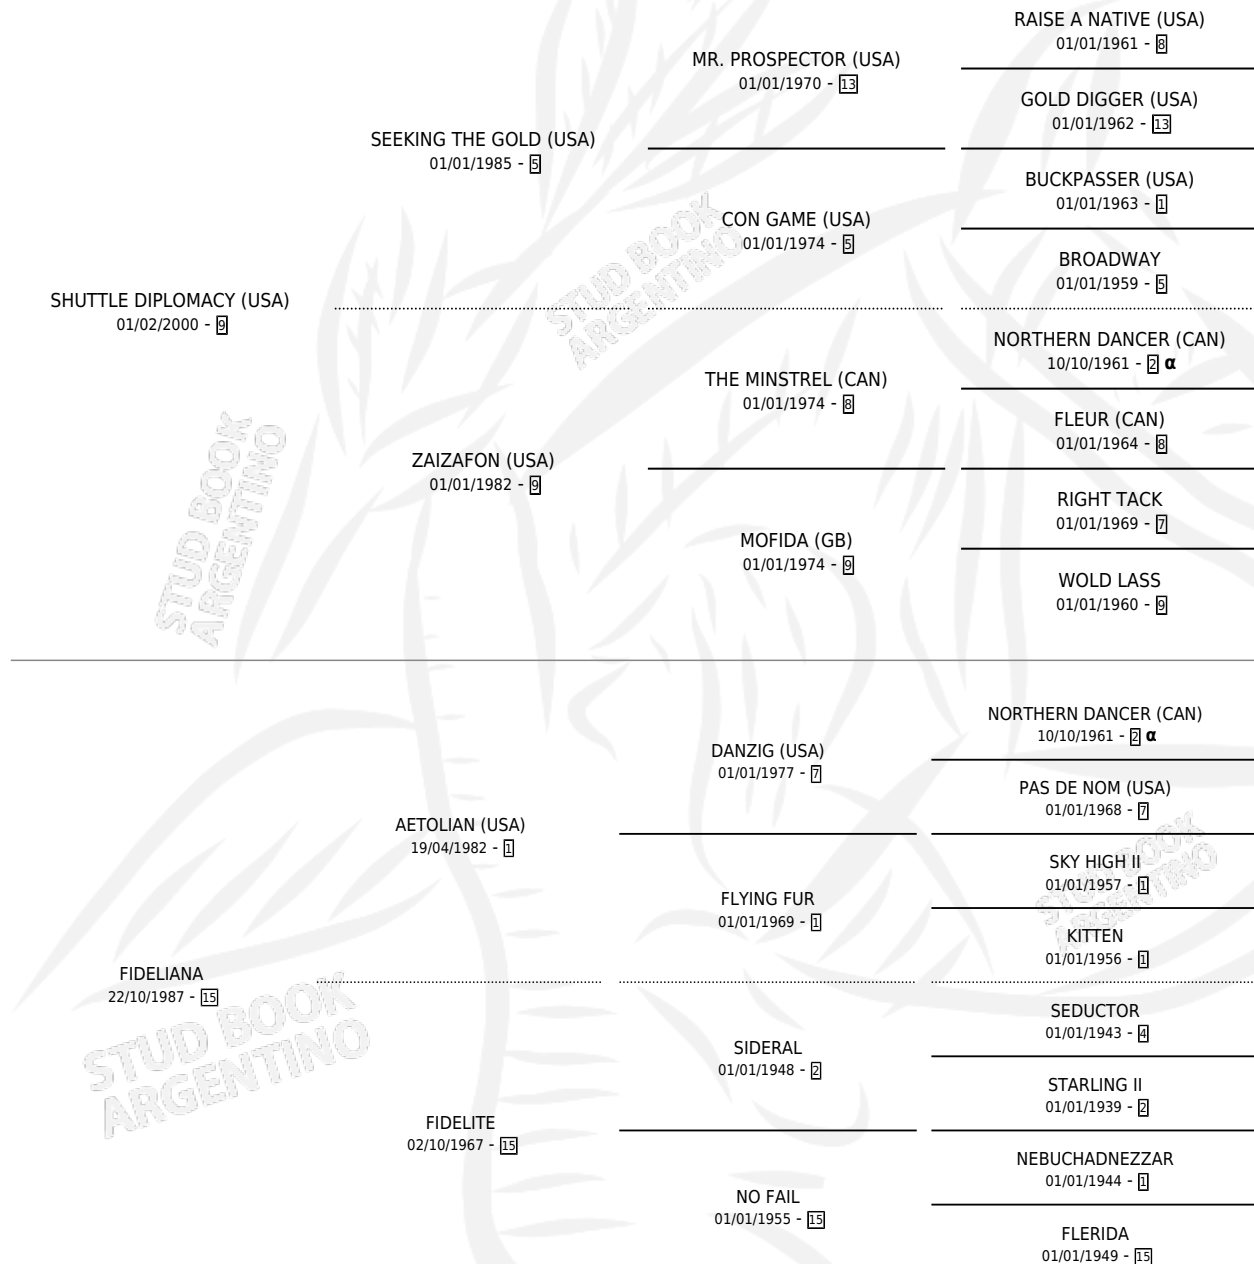 RAISE A NATIVE (USA)
01/01/1961 - 8
MR. PROSPECTOR (USA)
01/01/1970 - 13
GOLD DIGGER (USA)
01/01/1962 - 13
SEEKING THE GOLD (USA)
01/01/1985 - 5
BUCKPASSER (USA)
01/01/1963 - 1
CON GAME (USA)
01/01/1974 - 5
BROADWAY
01/01/1959 - 5
SHUTTLE DIPLOMACY (USA)
01/02/2000 - 9
NORTHERN DANCER (CAN)
10/10/1961 - 2 α
THE MINSTREL (CAN)
01/01/1974 - 8
FLEUR (CAN)
01/01/1964 - 8
ZAIZAFON (USA)
01/01/1982 - 9
RIGHT TACK
01/01/1969 - 7
MOFIDA (GB)
01/01/1974 - 9
WOLD LASS
01/01/1960 - 9
NORTHERN DANCER (CAN)
10/10/1961 - 2 α
DANZIG (USA)
01/01/1977 - 7
PAS DE NOM (USA)
01/01/1968 - 7
AETOLIAN (USA)
19/04/1982 - 1
SKY HIGH II
01/01/1957 - 1
FLYING FUR
01/01/1969 - 1
KITTEN
01/01/1956 - 1
FIDELIANA
22/10/1987 - 15
SEDUCTOR
01/01/1943 - 4
SIDERAL
01/01/1948 - 2
STARLING II
01/01/1939 - 2
FIDELITE
02/10/1967 - 15
NEBUCHADNEZZAR
01/01/1944 - 1
NO FAIL
01/01/1955 - 15
FLERIDA
01/01/1949 - 15
STUD BOOK
ARGENTINO
STUD BOOK
ARGENTINO
STUD BOOK
ARGENTINO
STUD BOOK
ARGENTINO